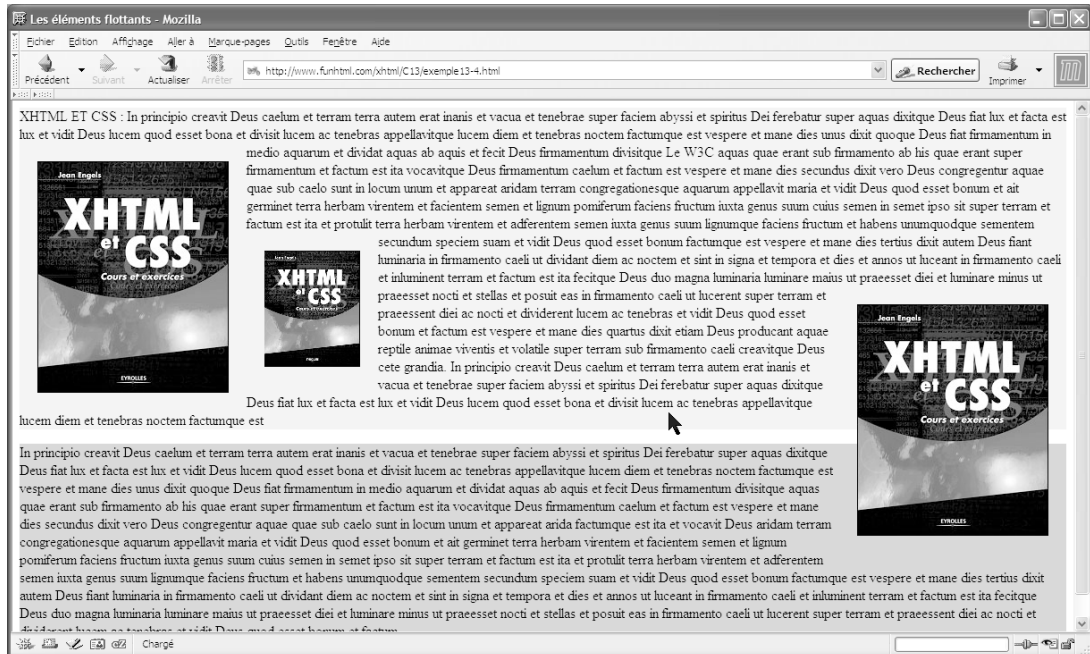 Les éléments flottants - Mozilla
Fichier Edition Affichage Aller à Marque-pages Outils Fenêtre Aide
Précédent Suivant Actualiser Arrêter http://www.funhtml.com/xhtml/C13/exemple13-4.html Rechercher Imprimer
XHTML ET CSS : In principio creavit Deus caelum et terram terra autem erat inanis et vacua et tenebrae super faciem abyssi et spiritus Dei ferebatur super aquas dixitque Deus fiat lux et facta est
lux et vidit Deus lucem quod esset bona et divisit lucem ac tenebras appellavitque lucem diem et tenebras noctem factumque est vespere et mane dies unus dixit quoque Deus fiat firmamentum in
medio aquarum et dividat aquas ab aquis et fecit Deus firmamentum divisitque Le W3C aquas quae erant sub firmamento ab his quae erant super
firmamentum et factum est ita vocavitque Deus firmamentum caelum et factum est vespere et mane dies secundus dixit vero Deus congregentur aquae
quae sub caelo sunt in locum unum et appareat aridam terram congregationesque aquarum appellavit maria et vidit Deus quod esset bonum et ait
germinet terra herbam virentem et facientem semen et lignum pomiferum faciens fructum iuxta genus suum cuius semen in semet ipso sit super terram et
factum est ita et protulit terra herbam virentem et adferentem semen iuxta genus suum lignumque faciens fructum et habens unumquodque sementem
secundum speciem suam et vidit Deus quod esset bonum factumque est vespere et mane dies tertius dixit autem Deus fiant
luminaria in firmamento caeli ut dividant diem ac noctem et sint in signa et tempora et dies et annos ut luceant in firmamento caeli
et inluminent terram et factum est ita fecitque Deus duo magna luminaria luminare maius ut praeesset diei et luminare minus ut
praeesset nocti et stellas et posuit eas in firmamento caeli ut lucerent super terram et
praeessent diei ac nocti et dividerent lucem ac tenebras et vidit Deus quod esset
bonum et factum est vespere et mane dies quartus dixit etiam Deus producant aquae
reptile animae viventis et volatile super terram sub firmamento caeli creavitque Deus
cete grandia. In principio creavit Deus caelum et terram terra autem erat inanis et
vacua et tenebrae super faciem abyssi et spiritus Dei ferebatur super aquas dixitque
Deus fiat lux et facta est lux et vidit Deus lucem quod esset bona et divisit lucem ac tenebras appellavitque
lucem diem et tenebras noctem factumque est
Jean Engels
XHTML
et CSS
Cours et exercices
EYROLLES
Jean Engels
XHTML
et CSS
Cours et exercices
Jean Engels
XHTML
et CSS
Cours et exercices
EYROLLES
In principio creavit Deus caelum et terram terra autem erat inanis et vacua et tenebrae super faciem abyssi et spiritus Dei ferebatur super aquas dixitque
Deus fiat lux et facta est lux et vidit Deus lucem quod esset bona et divisit lucem ac tenebras appellavitque lucem diem et tenebras noctem factumque est
vespere et mane dies unus dixit quoque Deus fiat firmamentum in medio aquarum et dividat aquas ab aquis et fecit Deus firmamentum divisitque aquas
quae erant sub firmamento ab his quae erant super firmamentum et factum est ita vocavitque Deus firmamentum caelum et factum est vespere et mane
dies secundus dixit vero Deus congregentur aquae quae sub caelo sunt in locum unum et appareat arida factumque est ita et vocavit Deus aridam terram
congregationesque aquarum appellavit maria et vidit Deus quod esset bonum et ait germinet terra herbam virentem et facientem semen et lignum
pomiferum faciens fructum iuxta genus suum cuius semen in semet ipso sit super terram et factum est ita et protulit terra herbam virentem et adferentem
semen iuxta genus suum lignumque faciens fructum et habens unumquodque sementem secundum speciem suam et vidit Deus quod esset bonum factumque est vespere et mane dies tertius dixit
autem Deus fiant luminaria in firmamento caeli ut dividant diem ac noctem et sint in signa et tempora et dies et annos ut luceant in firmamento caeli et inluminent terram et factum est ita fecitque
Deus duo magna luminaria luminare maius ut praeesset diei et luminare minus ut praeesset nocti et stellas et posuit eas in firmamento caeli ut lucerent super terram et praeessent diei ac nocti et
dividerent lucem ac tenebras et vidit Deus quod esset bonum et factum
Chargé